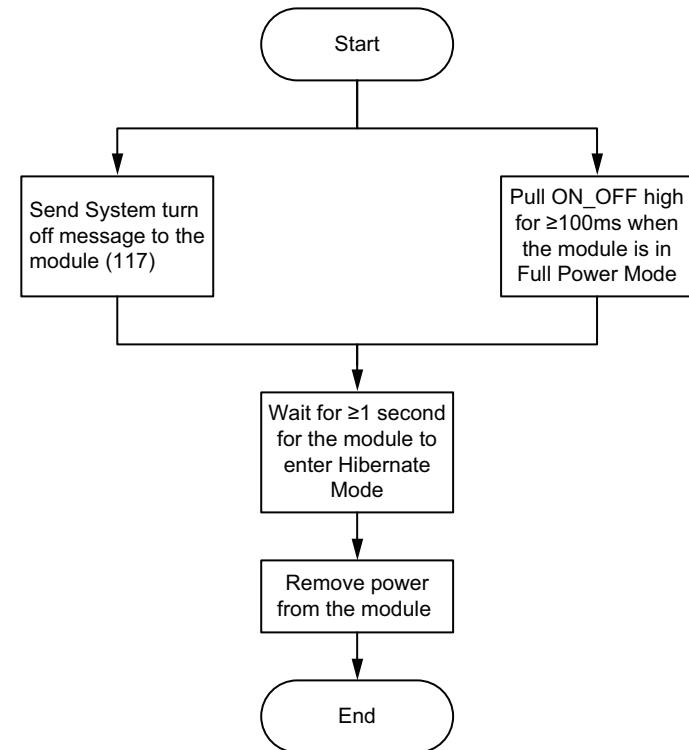 Start
Send System turn
off message to the
module (117)
Pull ON_OFF high
for ≥100ms when
the module is in
Full Power Mode
Wait for ≥1 second
for the module to
enter Hibernate
Mode
Remove power
from the module
End